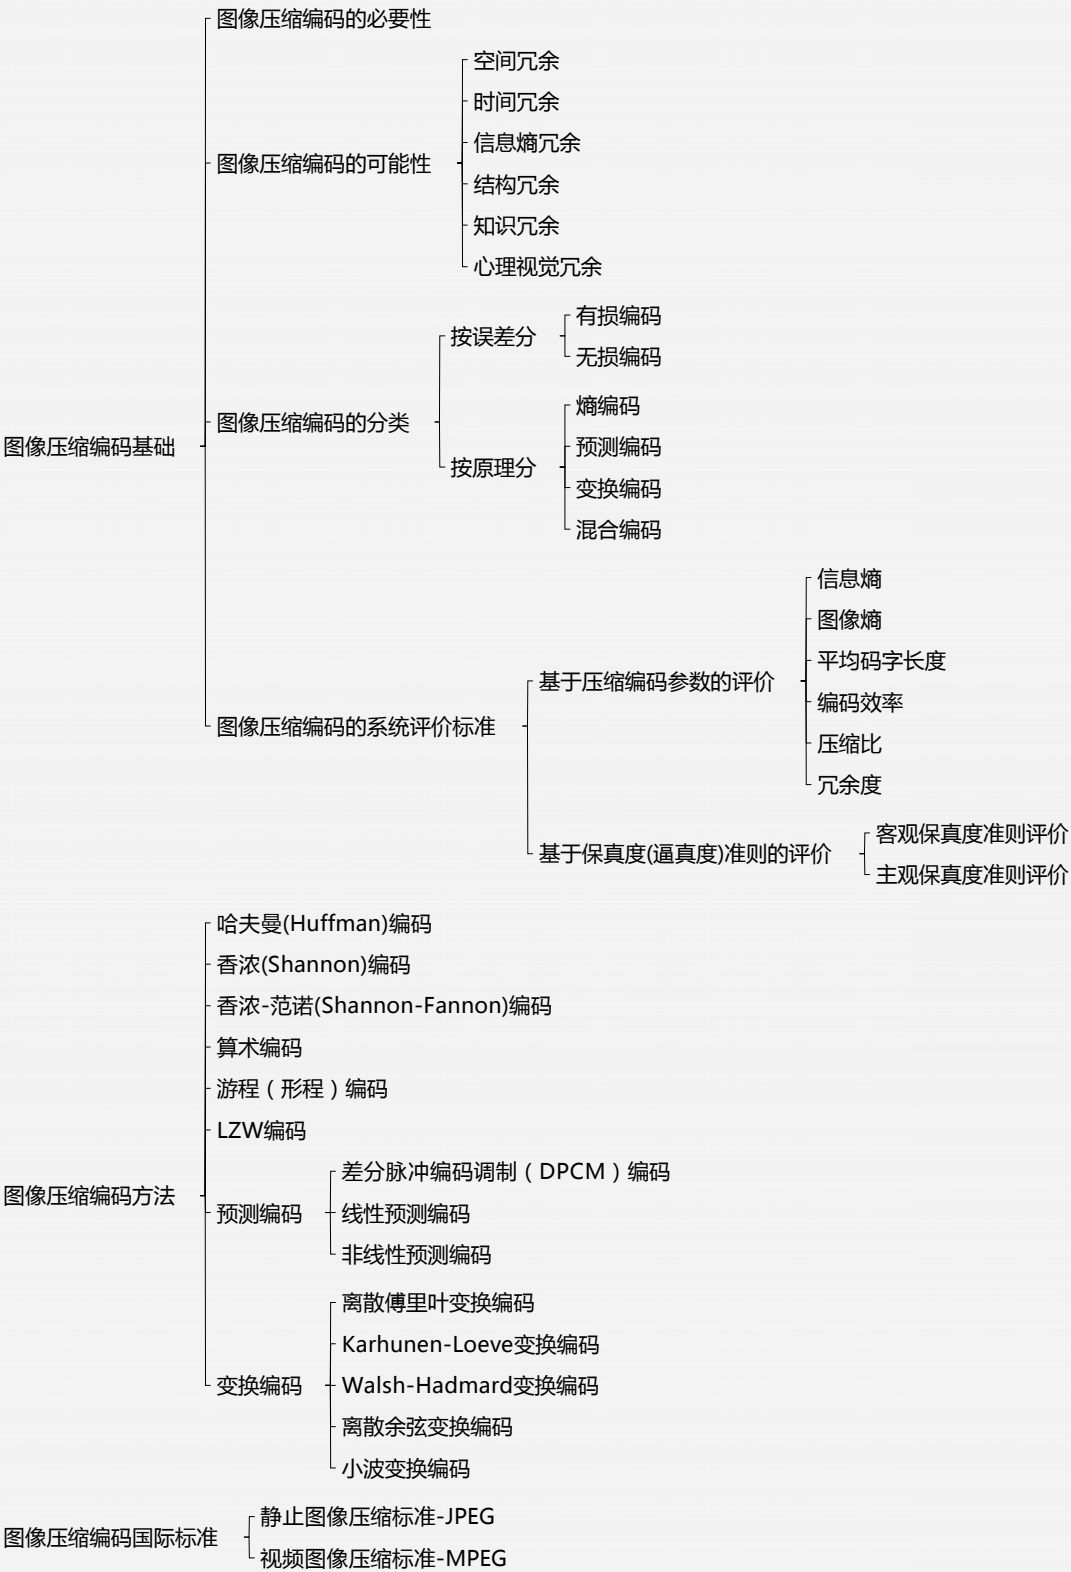 图像压缩编码的必要性
空间冗余
时间冗余
信息熵冗余
图像压缩编码的可能性
结构冗余
知识冗余
心理视觉冗余
有损编码
按误差分
无损编码
熵编码
图像压缩编码的分类
图像压缩编码基础
预测编码
按原理分
变换编码
混合编码
信息熵
图像熵
平均码字长度
基于压缩编码参数的评价
编码效率
图像压缩编码的系统评价标准
压缩比
冗余度
客观保真度准则评价
基于保真度(逼真度)准则的评价
主观保真度准则评价
哈夫曼(Huffman)编码
香浓(Shannon)编码
香浓-范诺(Shannon-Fannon)编码
算术编码
游程（形程）编码
LZW编码
差分脉冲编码调制（DPCM）编码
图像压缩编码方法
预测编码
线性预测编码
非线性预测编码
离散傅里叶变换编码
Karhunen-Loeve变换编码
变换编码
Walsh-Hadmard变换编码
离散余弦变换编码
小波变换编码
静止图像压缩标准-JPEG
图像压缩编码国际标准
视频图像压缩标准-MPEG